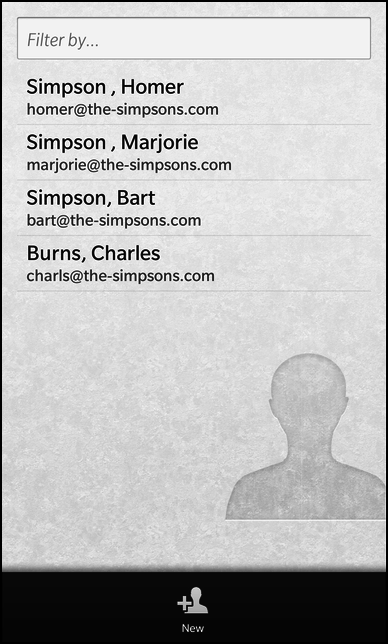 Filter by...
Simpson , Homer
homer@the-simpsons.com
Simpson , Marjorie
marjorie@the-simpsons.com
Simpson, Bart
bart@the-simpsons.com
Burns, Charles
charls@the-simpsons.com
New